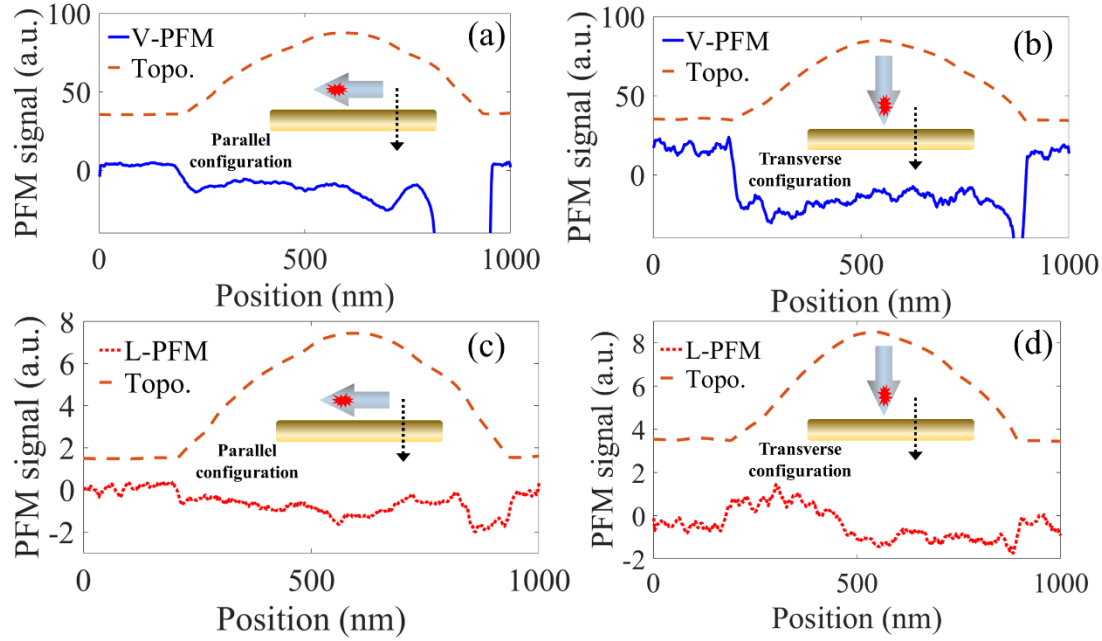 PFM signal (a.u.)
100
50
0
V-PFM
Topo.
(a)
Parallel
configuration
0
500
1000
Position (nm)
PFM signal (a.u.)
100
50
0
V-PFM
Topo.
(b)
Transverse
configuration
0
500
1000
Position (nm)
PFM signal (a.u.)
8
6
4
2
0
-2
L-PFM
Topo.
(c)
Parallel
configuration
0
500
1000
Position (nm)
PFM signal (a.u.)
8
6
4
2
0
-2
L-PFM
Topo.
(d)
Transverse
configuration
0
500
1000
Position (nm)